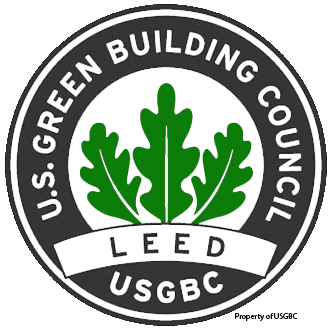 U.S. GREEN BUILDING COUNCIL
LEED
USGBC
Property of USGBC